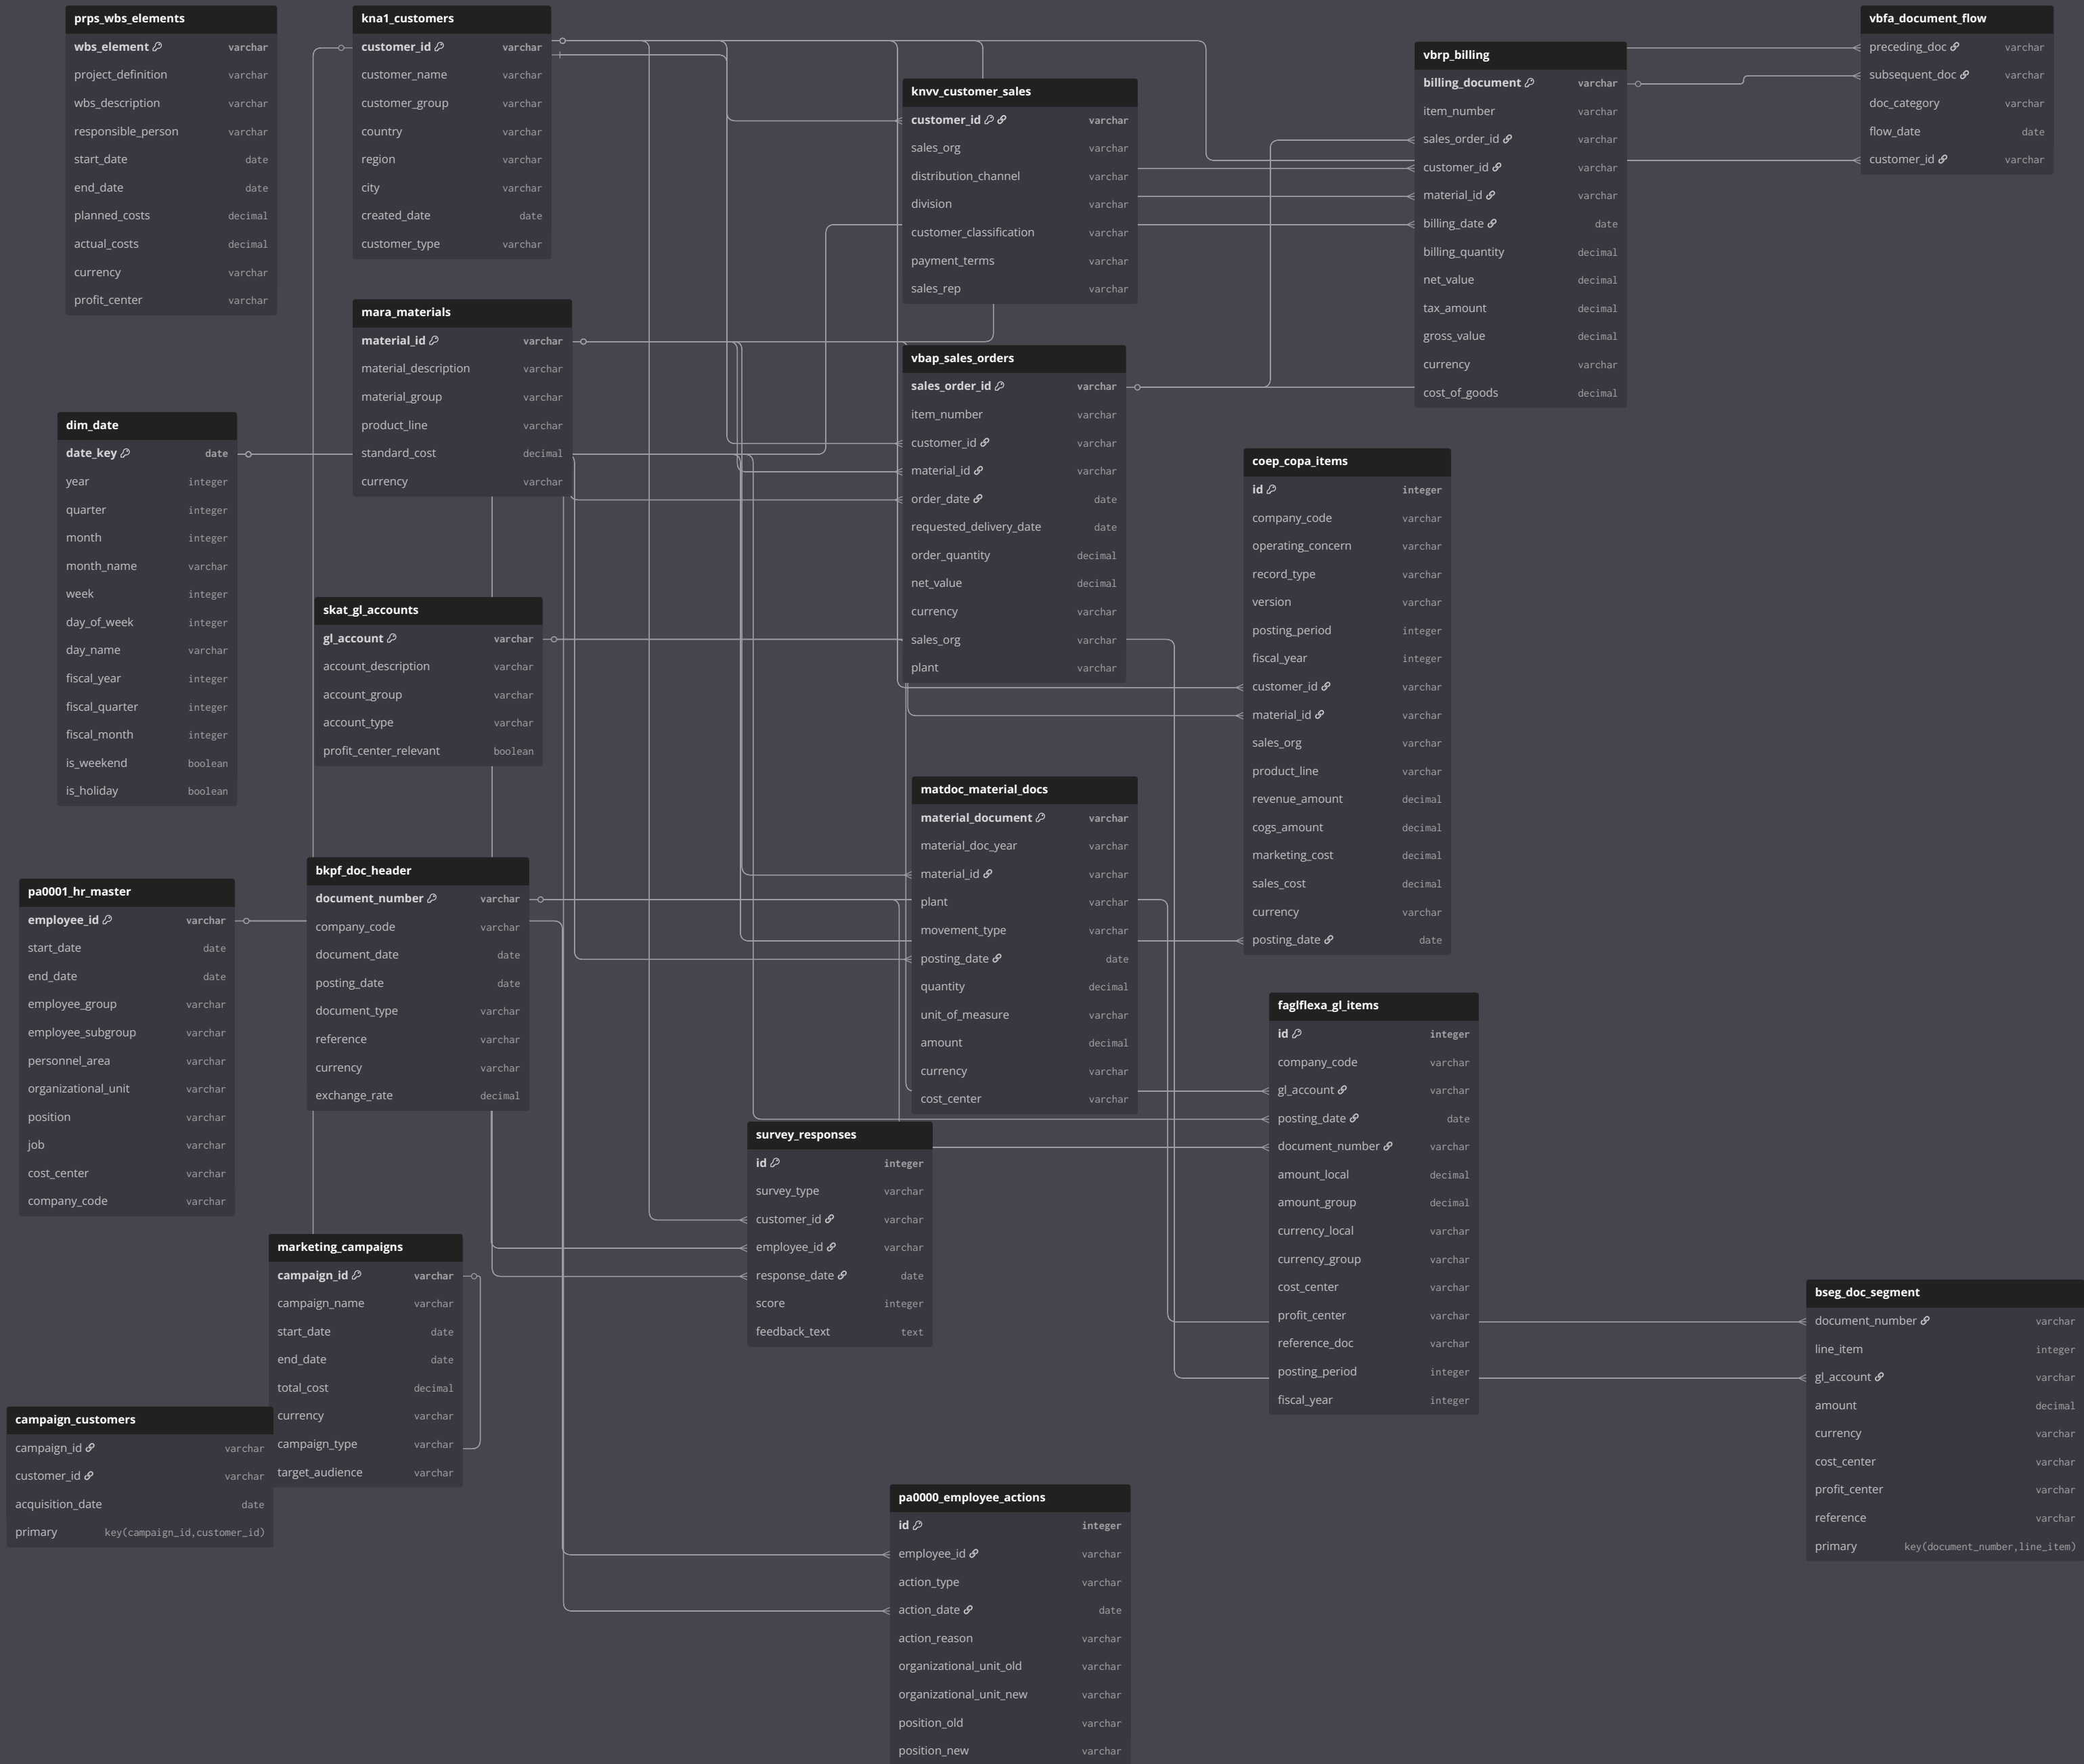 prps_wbs_elements
wbs_element varchar
project_definition varchar
wbs_description varchar
responsible_person varchar
start_date date
end_date date
planned_costs decimal
actual_costs decimal
currency varchar
profit_center varchar
kna1_customers
customer_id varchar
customer_name varchar
customer_group varchar
country varchar
region varchar
city varchar
created_date date
customer_type varchar
knvv_customer_sales
customer_id varchar
sales_org varchar
distribution_channel varchar
division varchar
customer_classification varchar
payment_terms varchar
sales_rep varchar
vbrp_billing
billing_document varchar
item_number varchar
sales_order_id varchar
customer_id varchar
material_id varchar
billing_date date
billing_quantity decimal
net_value decimal
tax_amount decimal
gross_value decimal
currency varchar
cost_of_goods decimal
vbfa_document_flow
preceding_doc varchar
subsequent_doc varchar
doc_category varchar
flow_date date
customer_id varchar
mara_materials
material_id varchar
material_description varchar
material_group varchar
product_line varchar
standard_cost decimal
currency varchar
vbap_sales_orders
sales_order_id varchar
item_number varchar
customer_id varchar
material_id varchar
order_date date
requested_delivery_date date
order_quantity decimal
net_value decimal
currency varchar
sales_org varchar
plant varchar
dim_date
date_key date
year integer
quarter integer
month integer
month_name varchar
week integer
day_of_week integer
day_name varchar
fiscal_year integer
fiscal_quarter integer
fiscal_month integer
is_weekend boolean
is_holiday boolean
coep_copa_items
id integer
company_code varchar
operating_concern varchar
record_type varchar
version varchar
posting_period integer
fiscal_year integer
customer_id varchar
material_id varchar
sales_org varchar
product_line varchar
revenue_amount decimal
cogs_amount decimal
marketing_cost decimal
sales_cost decimal
currency varchar
posting_date date
skat_gl_accounts
gl_account varchar
account_description varchar
account_group varchar
account_type varchar
profit_center_relevant boolean
matdoc_material_docs
material_document varchar
material_doc_year varchar
material_id varchar
plant varchar
movement_type varchar
posting_date date
quantity decimal
unit_of_measure varchar
amount decimal
currency varchar
cost_center varchar
bkpf_doc_header
document_number varchar
company_code varchar
document_date date
posting_date date
document_type varchar
reference varchar
currency varchar
exchange_rate decimal
pa0001_hr_master
employee_id varchar
start_date date
end_date date
employee_group varchar
employee_subgroup varchar
personnel_area varchar
organizational_unit varchar
position varchar
job varchar
cost_center varchar
company_code varchar
faglflexa_gl_items
id integer
company_code varchar
gl_account varchar
posting_date date
document_number varchar
amount_local decimal
amount_group decimal
currency_local varchar
currency_group varchar
cost_center varchar
profit_center varchar
reference_doc varchar
posting_period integer
fiscal_year integer
survey_responses
id integer
survey_type varchar
customer_id varchar
employee_id varchar
response_date date
score integer
feedback_text text
marketing_campaigns
campaign_id varchar
campaign_name varchar
start_date date
end_date date
total_cost decimal
currency varchar
campaign_type varchar
target_audience varchar
bseg_doc_segment
document_number varchar
line_item integer
gl_account varchar
amount decimal
currency varchar
cost_center varchar
profit_center varchar
reference varchar
primary key(document_number,line_item)
campaign_customers
campaign_id varchar
customer_id varchar
acquisition_date date
primary key(campaign_id,customer_id)
pa0000_employee_actions
id integer
employee_id varchar
action_type varchar
action_date date
action_reason varchar
organizational_unit_old varchar
organizational_unit_new varchar
position_old varchar
position_new varchar